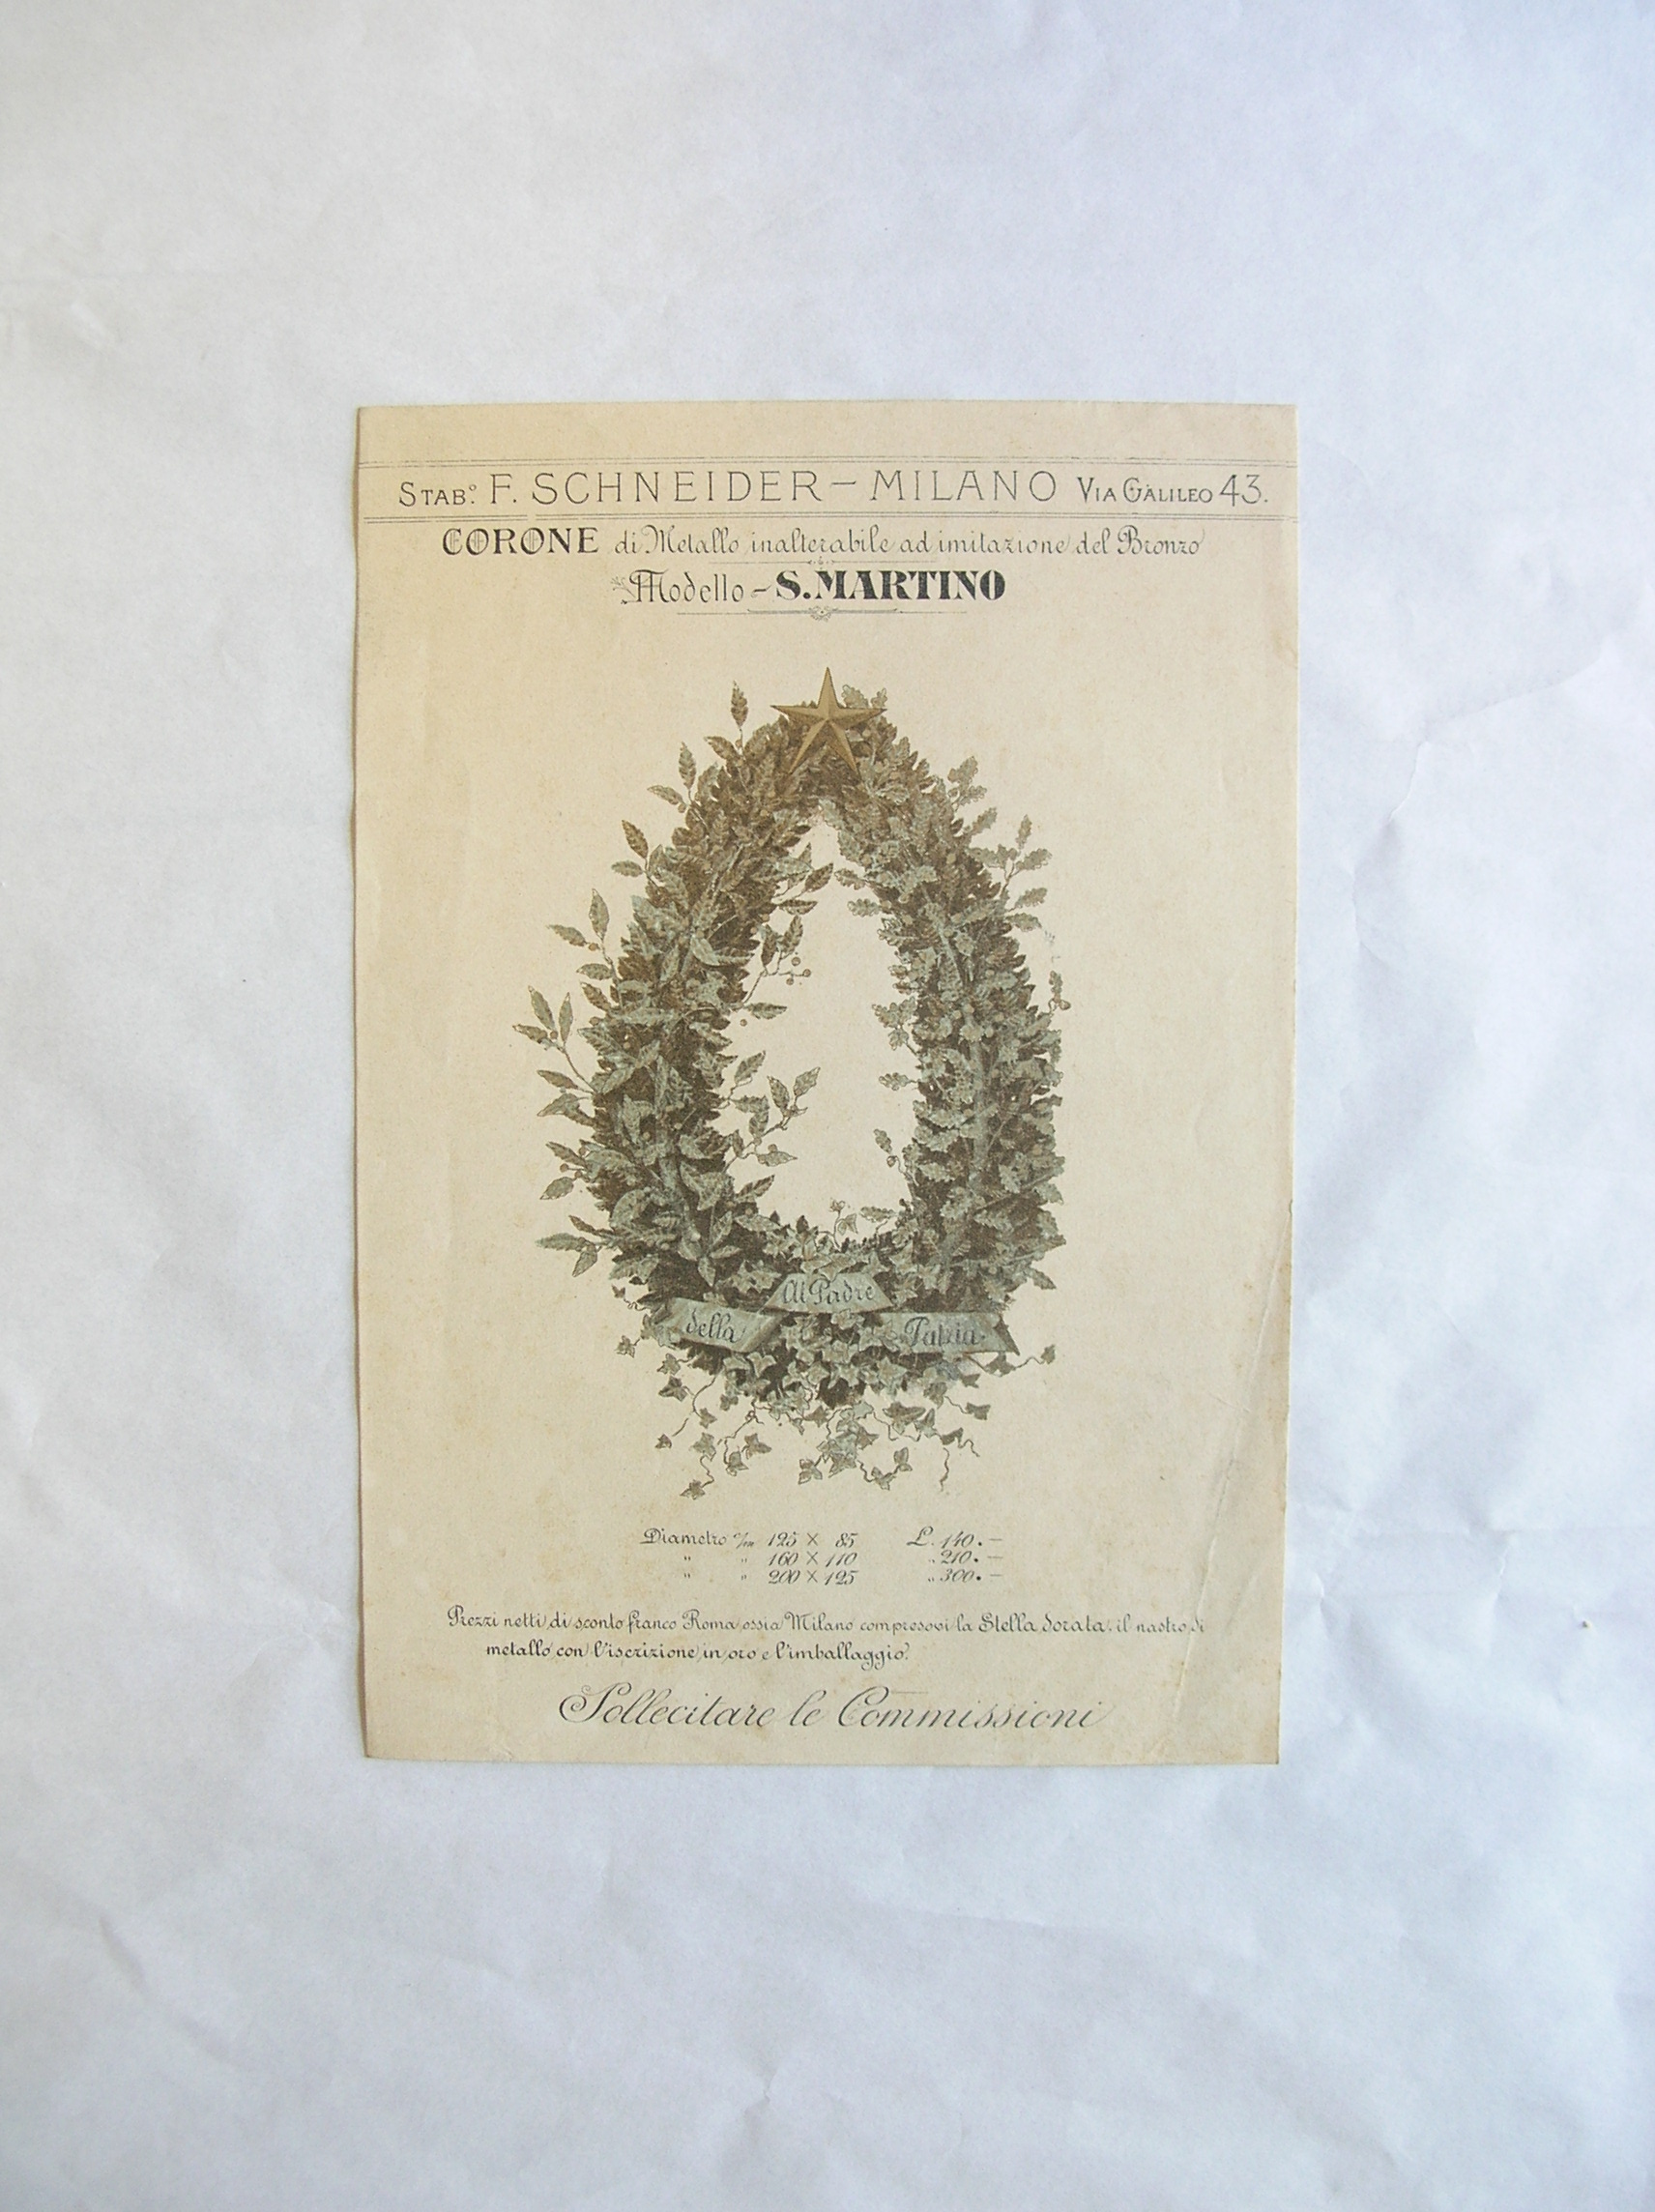 STABº. F. SCHNEIDER – MILANO VIA GALILEO 43.
CORONE di Metallo inalterabile ad imitazione del Bronzo
Modello – S. MARTINO
Al Padre
della Patria
Diametro c/m 125 X 85 L. 140. –
" " 160 X 110 " 210. –
" " 200 X 125 " 300. –
Prezzi netti di sconto franco Roma ossia Milano compresovi la Stella dorata, il nastro di
metallo con l'iscrizione in oro e l'imballaggio.
Sollecitare le Commissioni